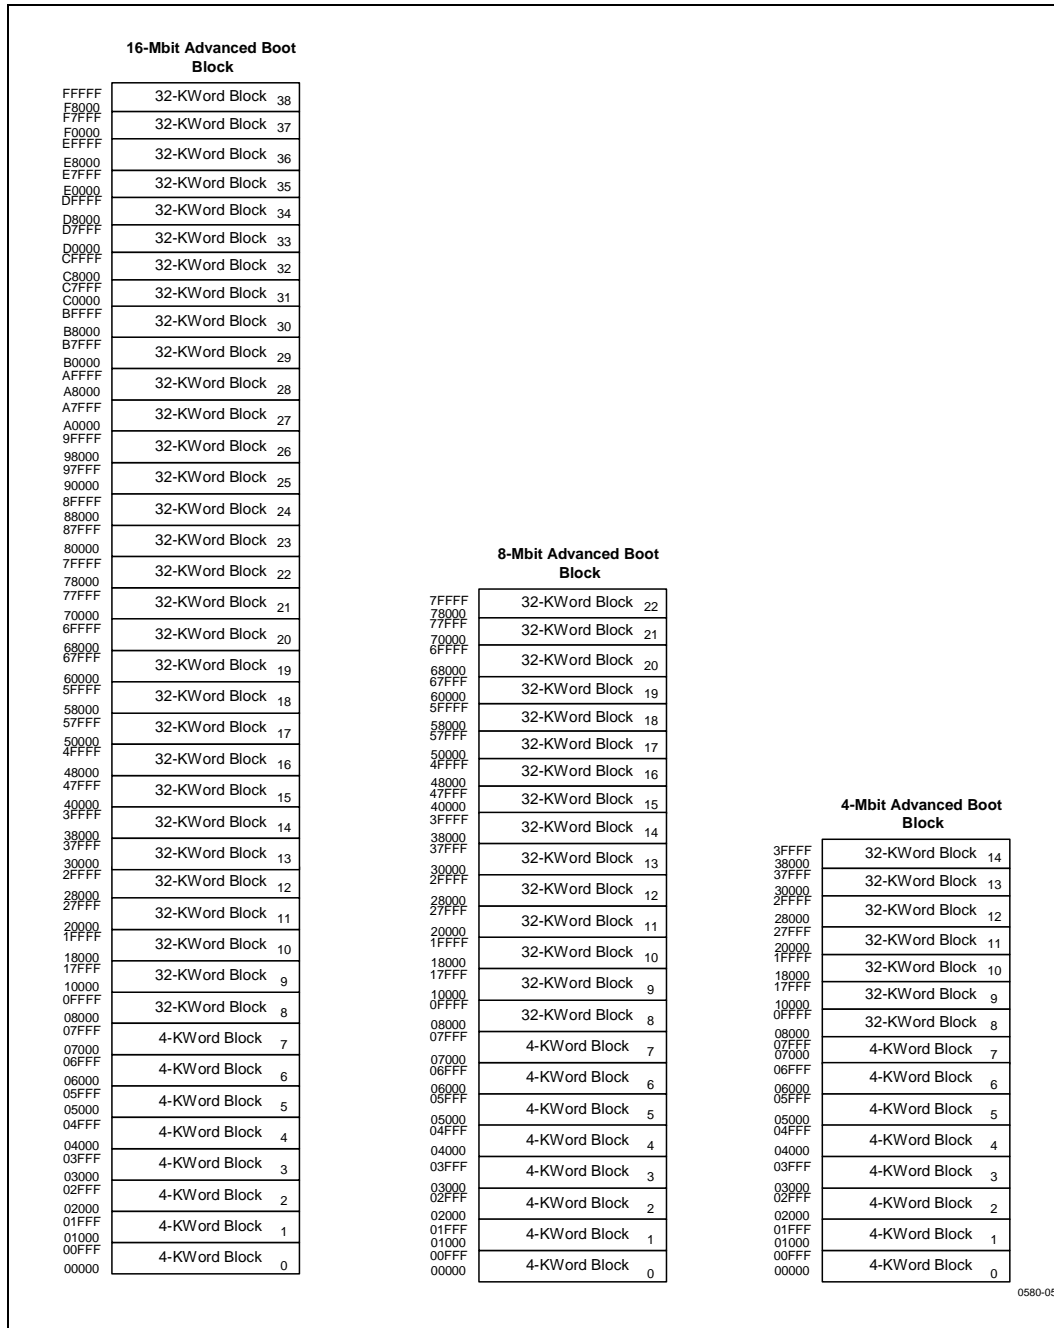 16-Mbit Advanced Boot
Block
FFFFF
32-KWord Block 38
F8000
F7FFF
32-KWord Block 37
F0000
EFFFF
32-KWord Block 36
E8000
E7FFF
32-KWord Block 35
E0000
DFFFF
32-KWord Block 34
D8000
D7FFF
32-KWord Block 33
D0000
CFFFF
32-KWord Block 32
C8000
C7FFF
32-KWord Block 31
C0000
BFFFF
32-KWord Block 30
B8000
B7FFF
32-KWord Block 29
B0000
AFFFF
32-KWord Block 28
A8000
A7FFF
32-KWord Block 27
A0000
9FFFF
32-KWord Block 26
98000
97FFF
32-KWord Block 25
90000
8FFFF
32-KWord Block 24
88000
87FFF
32-KWord Block 23
80000
7FFFF
32-KWord Block 22
78000
77FFF
32-KWord Block 21
70000
6FFFF
32-KWord Block 20
68000
67FFF
32-KWord Block 19
60000
5FFFF
32-KWord Block 18
58000
57FFF
32-KWord Block 17
50000
4FFFF
32-KWord Block 16
48000
47FFF
32-KWord Block 15
40000
3FFFF
32-KWord Block 14
38000
37FFF
32-KWord Block 13
30000
2FFFF
32-KWord Block 12
28000
27FFF
32-KWord Block 11
20000
1FFFF
32-KWord Block 10
18000
17FFF
32-KWord Block 9
10000
0FFFF
32-KWord Block 8
08000
07FFF
4-KWord Block 7
07000
06FFF
4-KWord Block 6
06000
05FFF
4-KWord Block 5
05000
04FFF
4-KWord Block 4
04000
03FFF
4-KWord Block 3
03000
02FFF
4-KWord Block 2
02000
01FFF
4-KWord Block 1
01000
00FFF
4-KWord Block 0
00000
8-Mbit Advanced Boot
Block
7FFFF
32-KWord Block 22
78000
77FFF
32-KWord Block 21
70000
6FFFF
32-KWord Block 20
68000
67FFF
32-KWord Block 19
60000
5FFFF
32-KWord Block 18
58000
57FFF
32-KWord Block 17
50000
4FFFF
32-KWord Block 16
48000
47FFF
32-KWord Block 15
40000
3FFFF
32-KWord Block 14
38000
37FFF
32-KWord Block 13
30000
2FFFF
32-KWord Block 12
28000
27FFF
32-KWord Block 11
20000
1FFFF
32-KWord Block 10
18000
17FFF
32-KWord Block 9
10000
0FFFF
32-KWord Block 8
08000
07FFF
4-KWord Block 7
07000
06FFF
4-KWord Block 6
06000
05FFF
4-KWord Block 5
05000
04FFF
4-KWord Block 4
04000
03FFF
4-KWord Block 3
03000
02FFF
4-KWord Block 2
02000
01FFF
4-KWord Block 1
01000
00FFF
4-KWord Block 0
00000
4-Mbit Advanced Boot
Block
3FFFF
32-KWord Block 14
38000
37FFF
32-KWord Block 13
30000
2FFFF
32-KWord Block 12
28000
27FFF
32-KWord Block 11
20000
1FFFF
32-KWord Block 10
18000
17FFF
32-KWord Block 9
10000
0FFFF
32-KWord Block 8
08000
07FFF
4-KWord Block 7
07000
06FFF
4-KWord Block 6
06000
05FFF
4-KWord Block 5
05000
04FFF
4-KWord Block 4
04000
03FFF
4-KWord Block 3
03000
02FFF
4-KWord Block 2
02000
01FFF
4-KWord Block 1
01000
00FFF
4-KWord Block 0
00000
0580-05